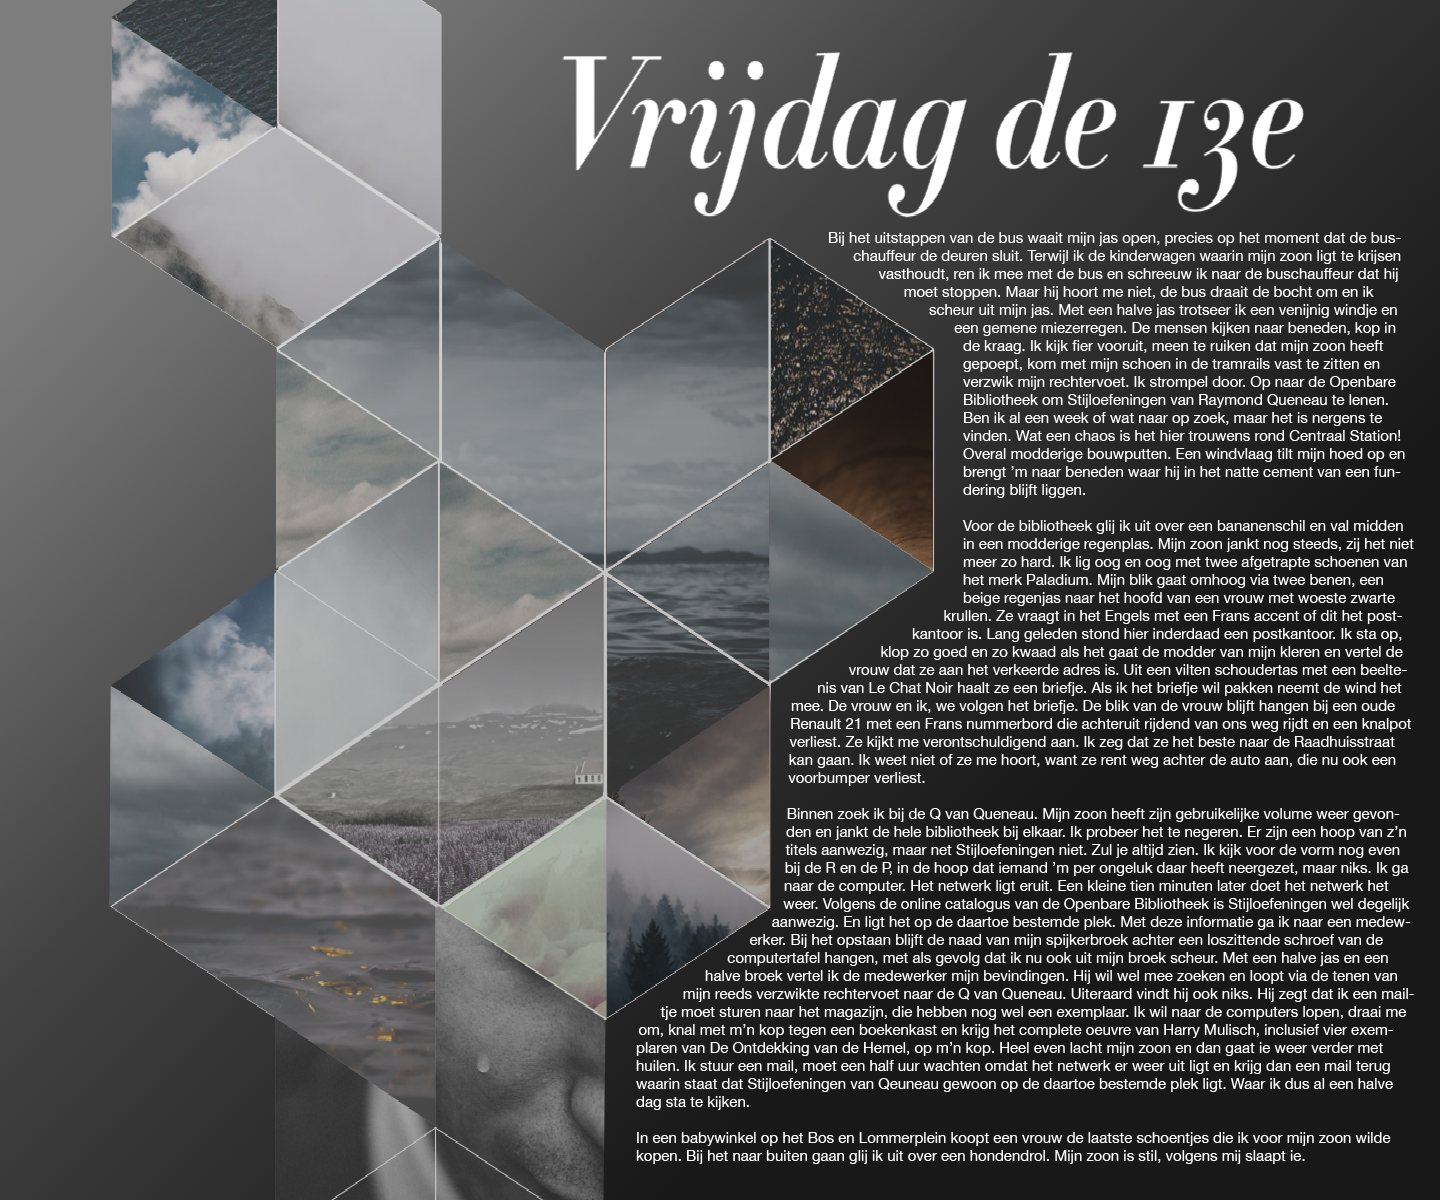 Vrijdag de 13e
Bij het uitstappen van de bus waait mijn jas open, precies op het moment dat de bus-
chauffeur de deuren sluit. Terwijl ik de kinderwagen waarin mijn zoon ligt te krijsen
vasthoudt, ren ik mee met de bus en schreeuw ik naar de buschauffeur dat hij
moet stoppen. Maar hij hoort me niet, de bus draait de bocht om en ik
scheur uit mijn jas. Met een halve jas trotseer ik een venijnig windje en
een gemene miezerregen. De mensen kijken naar beneden, kop in
de kraag. Ik kijk fier vooruit, meen te ruiken dat mijn zoon heeft
gepoept, kom met mijn schoen in de tramrails vast te zitten en
verzwik mijn rechtervoet. Ik strompel door. Op naar de Openbare
Bibliotheek om Stijloefeningen van Raymond Queneau te lenen.
Ben ik al een week of wat naar op zoek, maar het is nergens te
vinden. Wat een chaos is het hier trouwens rond Centraal Station!
Overal modderige bouwputten. Een windvlaag tilt mijn hoed op en
brengt ’m naar beneden waar hij in het natte cement van een fun-
dering blijft liggen.
Voor de bibliotheek glij ik uit over een bananenschil en val midden
in een modderige regenplas. Mijn zoon jankt nog steeds, zij het niet
meer zo hard. Ik lig oog en oog met twee afgetrapte schoenen van
het merk Paladium. Mijn blik gaat omhoog via twee benen, een
beige regenjas naar het hoofd van een vrouw met woeste zwarte
krullen. Ze vraagt in het Engels met een Frans accent of dit het post-
kantoor is. Lang geleden stond hier inderdaad een postkantoor. Ik sta op,
klop zo goed en zo kwaad als het gaat de modder van mijn kleren en vertel de
vrouw dat ze aan het verkeerde adres is. Uit een vilten schoudertas met een beelte-
nis van Le Chat Noir haalt ze een briefje. Als ik het briefje wil pakken neemt de wind het
mee. De vrouw en ik, we volgen het briefje. De blik van de vrouw blijft hangen bij een oude
Renault 21 met een Frans nummerbord die achteruit rijdend van ons weg rijdt en een knalpot
verliest. Ze kijkt me verontschuldigend aan. Ik zeg dat ze het beste naar de Raadhuisstraat
kan gaan. Ik weet niet of ze me hoort, want ze rent weg achter de auto aan, die nu ook een
voorbumper verliest.
Binnen zoek ik bij de Q van Queneau. Mijn zoon heeft zijn gebruikelijke volume weer gevon-
den en jankt de hele bibliotheek bij elkaar. Ik probeer het te negeren. Er zijn een hoop van z’n
titels aanwezig, maar net Stijloefeningen niet. Zul je altijd zien. Ik kijk voor de vorm nog even
bij de R en de P, in de hoop dat iemand ’m per ongeluk daar heeft neergezet, maar niks. Ik ga
naar de computer. Het netwerk ligt eruit. Een kleine tien minuten later doet het netwerk het
weer. Volgens de online catalogus van de Openbare Bibliotheek is Stijloefeningen wel degelijk
aanwezig. En ligt het op de daartoe bestemde plek. Met deze informatie ga ik naar een medew-
erker. Bij het opstaan blijft de naad van mijn spijkerbroek achter een loszittende schroef van de
computertafel hangen, met als gevolg dat ik nu ook uit mijn broek scheur. Met een halve jas en een
halve broek vertel ik de medewerker mijn bevindingen. Hij wil wel mee zoeken en loopt via de tenen van
mijn reeds verzwikte rechtervoet naar de Q van Queneau. Uiteraard vindt hij ook niks. Hij zegt dat ik een mail-
tje moet sturen naar het magazijn, die hebben nog wel een exemplaar. Ik wil naar de computers lopen, draai me
om, knal met m’n kop tegen een boekenkast en krijg het complete oeuvre van Harry Mulisch, inclusief vier exem-
plaren van De Ontdekking van de Hemel, op m’n kop. Heel even lacht mijn zoon en dan gaat ie weer verder met
huilen. Ik stuur een mail, moet een half uur wachten omdat het netwerk er weer uit ligt en krijg dan een mail terug
waarin staat dat Stijloefeningen van Qeuneau gewoon op de daartoe bestemde plek ligt. Waar ik dus al een halve
dag sta te kijken.
In een babywinkel op het Bos en Lommerplein koopt een vrouw de laatste schoentjes die ik voor mijn zoon wilde
kopen. Bij het naar buiten gaan glij ik uit over een hondendrol. Mijn zoon is stil, volgens mij slaapt ie.